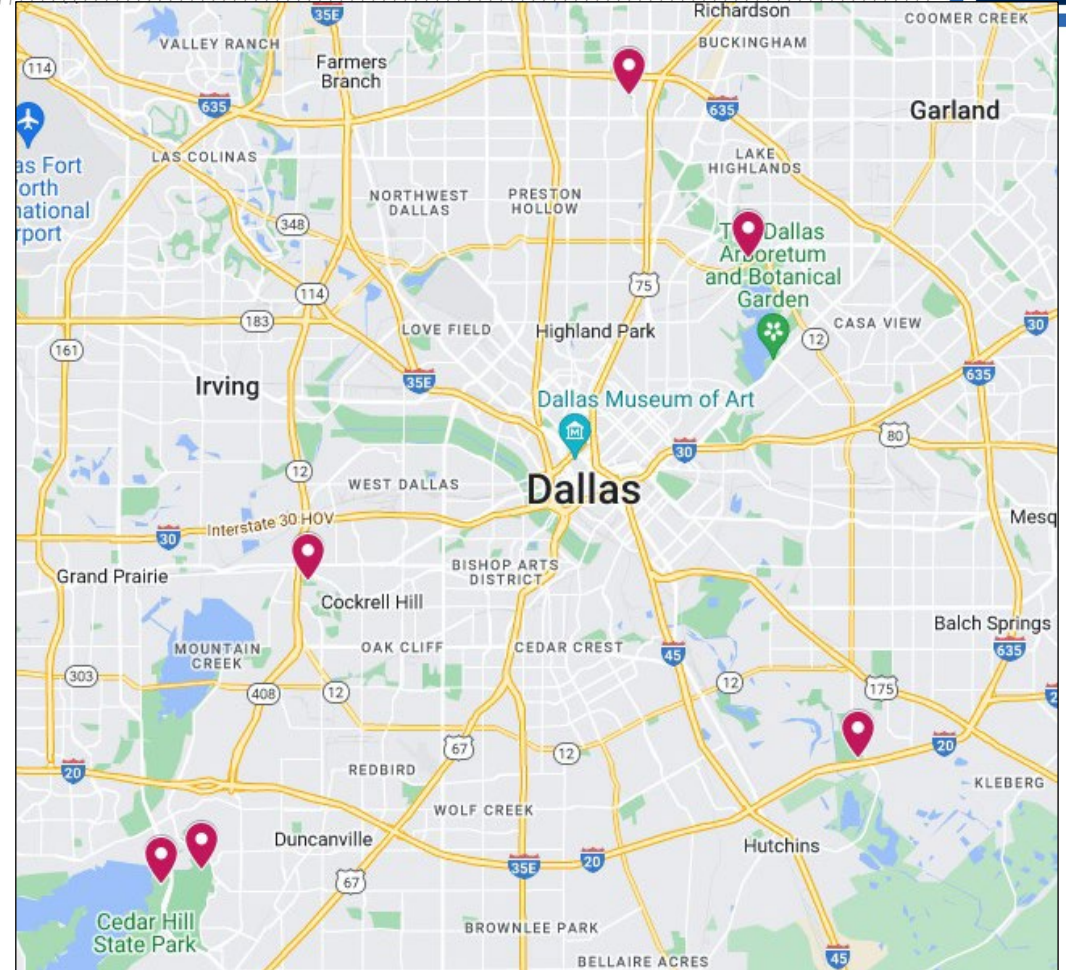 35E
Richardson
COOMER CREEK
VALLEY RANCH
BUCKINGHAM
114
Farmers
Branch
635
635
Garland
as Fort
orth
national
rport
LAS COLINAS
LAKE
HIGHLANDS
NORTHWEST
DALLAS
PRESTON
HOLLOW
348
Dallas
Arboretum
and Botanical
Garden
75
114
183
LOVE FIELD
Highland Park
CASA VIEW
30
12
161
635
Irving
35E
Dallas Museum of Art
M
80
30
12
WEST DALLAS
Dallas
Interstate 30 HOV
30
Mesq
Grand Prairie
BISHOP ARTS
DISTRICT
Cockrell Hill
Balch Springs
MOUNTAIN
CREEK
OAK CLIFF
CEDAR CREST
45
635
303
408
12
12
175
2
67
12
20
20
REDBIRD
KLEBERG
WOLF CREEK
Duncanville
Hutchins
35E
20
67
Cedar Hill
State Park
BROWNLEE PARK
BELLAIRE ACRES
45